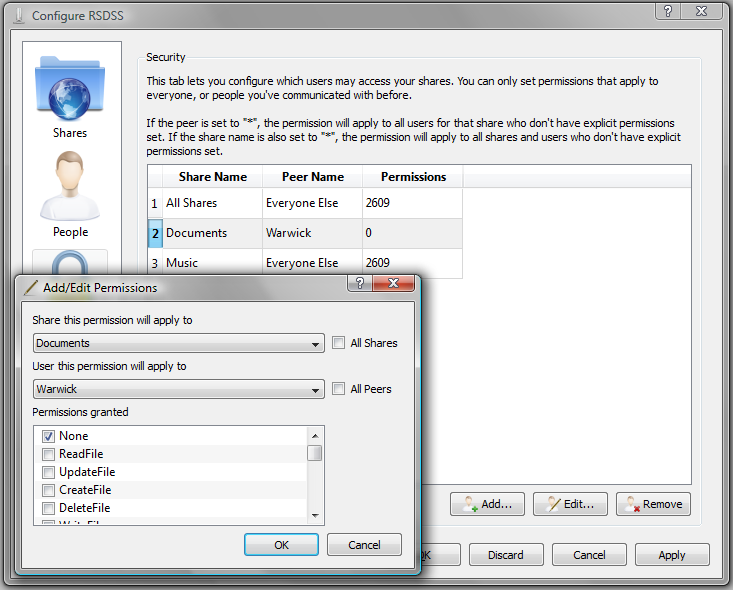 Configure RSDSS
Shares
People
Security
This tab lets you configure which users may access your shares. You can only set permissions that apply to
everyone, or people you've communicated with before.
If the peer is set to "*", the permission will apply to all users for that share who don't have explicit permissions
set. If the share name is also set to "*", the permission will apply to all shares and users who don't have explicit
permissions set.
Share Name Peer Name Permissions
1 All Shares Everyone Else 2609
2 Documents Warwick 0
3 Music Everyone Else 2609
Add... Edit... Remove
Discard Cancel Apply
Add/Edit Permissions
Share this permission will apply to
Documents All Shares
User this permission will apply to
Warwick All Peers
Permissions granted
None
ReadFile
UpdateFile
CreateFile
DeleteFile
OK Cancel